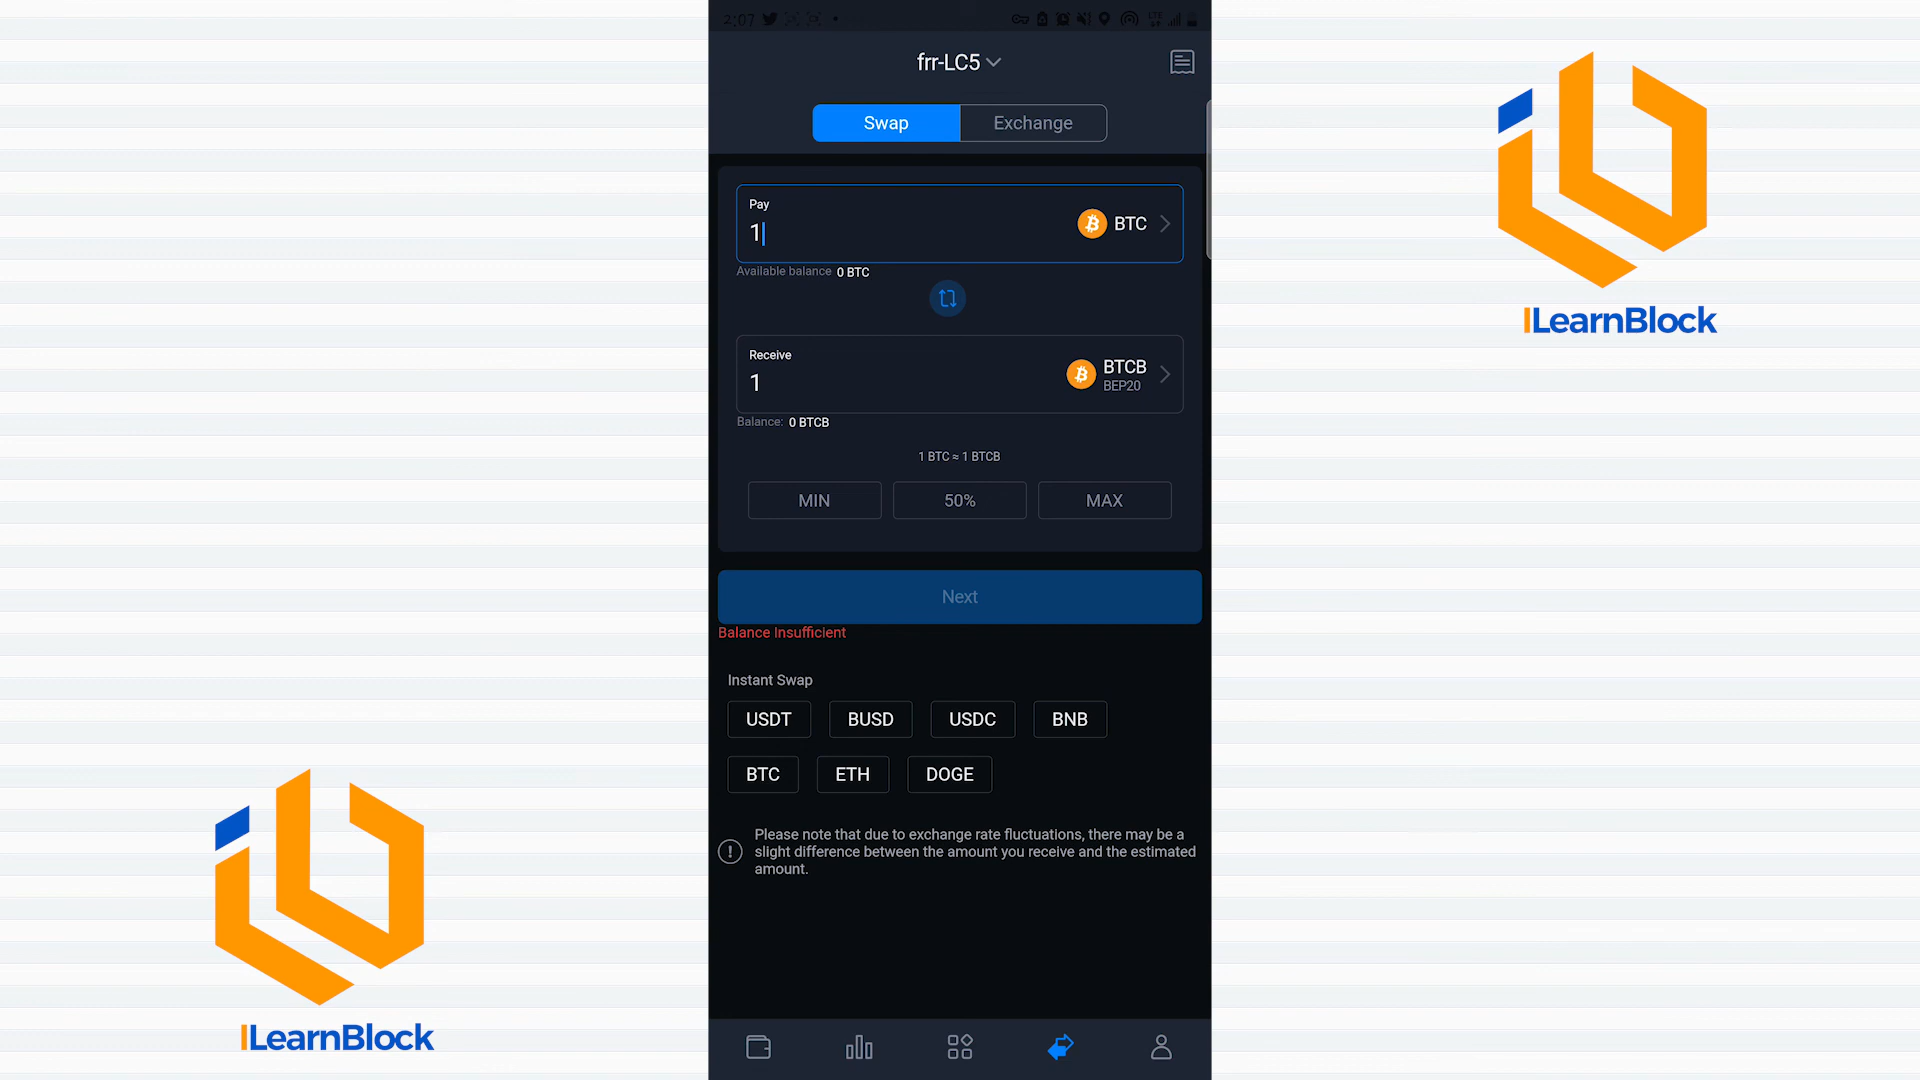 2:07
LTE
frr-LC5
Swap
Exchange
Pay
1
BTC
Available balance 0 BTC
Receive
1
BTCB
BEP20
Balance: 0 BTCB
1 BTC ≈ 1 BTCB
MIN
50%
MAX
Next
Balance Insufficient
Instant Swap
USDT
BUSD
USDC
BNB
BTC
ETH
DOGE
Please note that due to exchange rate fluctuations, there may be a
slight difference between the amount you receive and the estimated
amount.
ILearnBlock
ILearnBlock